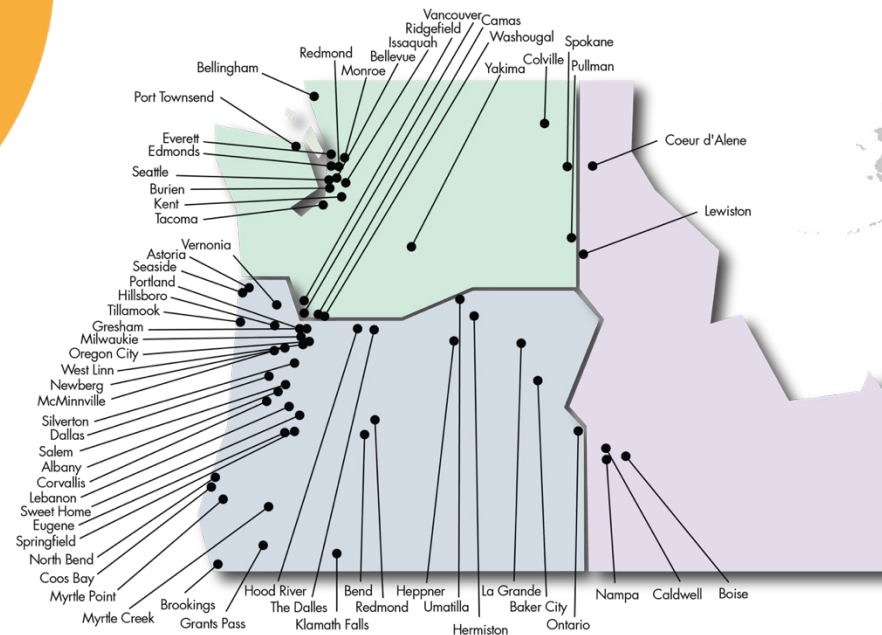 Vancouver
Camas
Ridgefield
Washougal
Issaquah
Spokane
Redmond
Bellevue
Colville
Pullman
Monroe
Yakima
Bellingham
Port Townsend
Everett
Edmonds
Seattle
Burien
Kent
Tacoma
Coeur d'Alene
Lewiston
Vernonia
Astoria
Seaside
Portland
Hillsboro
Tillamook
Gresham
Milwaukie
Oregon City
West Linn
Newberg
McMinnville
Silverton
Dallas
Salem
Albany
Corvallis
Lebanon
Sweet Home
Eugene
Springfield
North Bend
Coos Bay
Myrtle Point
Myrtle Creek
Brookings
Grants Pass
Hood River
The Dalles
Klamath Falls
Bend
Redmond
Heppner
Umatilla
Hermiston
La Grande
Baker City
Ontario
Nampa
Caldwell
Boise